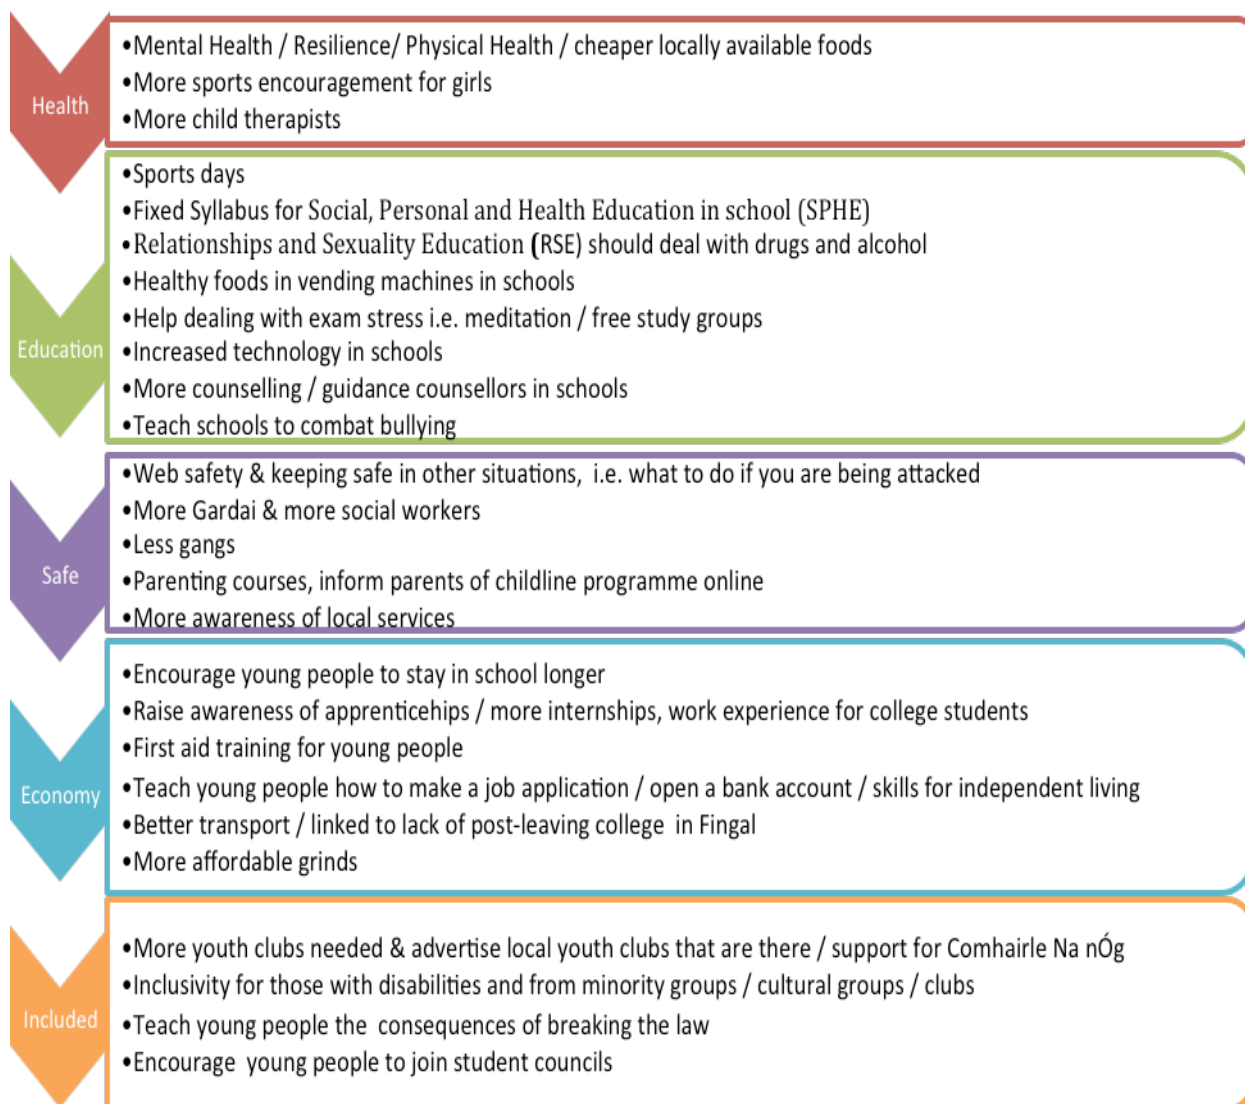 Health
•Mental Health / Resilience/ Physical Health / cheaper locally available foods
•More sports encouragement for girls
•More child therapists
Education
•Sports days
•Fixed Syllabus for Social, Personal and Health Education in school (SPHE)
•Relationships and Sexuality Education (RSE) should deal with drugs and alcohol
•Healthy foods in vending machines in schools
•Help dealing with exam stress i.e. meditation / free study groups
•Increased technology in schools
•More counselling / guidance counsellors in schools
•Teach schools to combat bullying
Safe
•Web safety & keeping safe in other situations,  i.e. what to do if you are being attacked
•More Gardai & more social workers
•Less gangs
•Parenting courses, inform parents of childline programme online
•More awareness of local services
Economy
•Encourage young people to stay in school longer
•Raise awareness of apprenticehips / more internships, work experience for college students
•First aid training for young people
•Teach young people how to make a job application / open a bank account / skills for independent living
•Better transport / linked to lack of post-leaving college  in Fingal
•More affordable grinds
Included
•More youth clubs needed & advertise local youth clubs that are there / support for Comhairle Na nÓg
•Inclusivity for those with disabilities and from minority groups / cultural groups / clubs
•Teach young people the  consequences of breaking the law
•Encourage  young people to join student councils